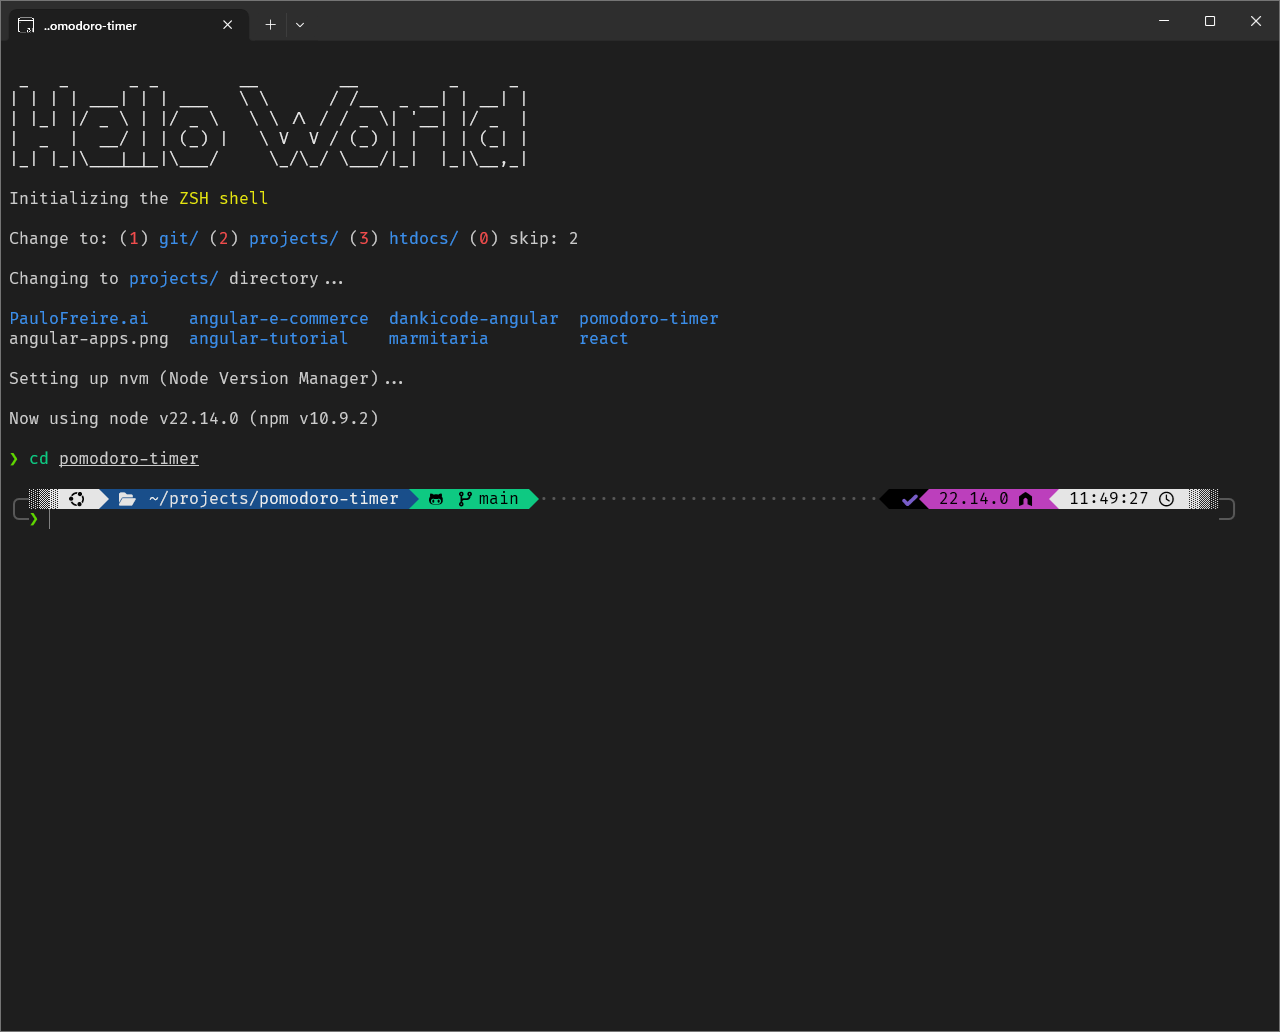 ..omodoro-timer
Hello World
Initializing the ZSH shell
Change to: (1) git/ (2) projects/ (3) htdocs/ (0) skip: 2
Changing to projects/ directory...
PauloFreire.ai angular-e-commerce dankicode-angular pomodoro-timer
angular-apps.png angular-tutorial marmitaria react
Setting up nvm (Node Version Manager)...
Now using node v22.14.0 (npm v10.9.2)
❯ cd pomodoro-timer
~/projects/pomodoro-timer main 22.14.0 11:49:27
❯